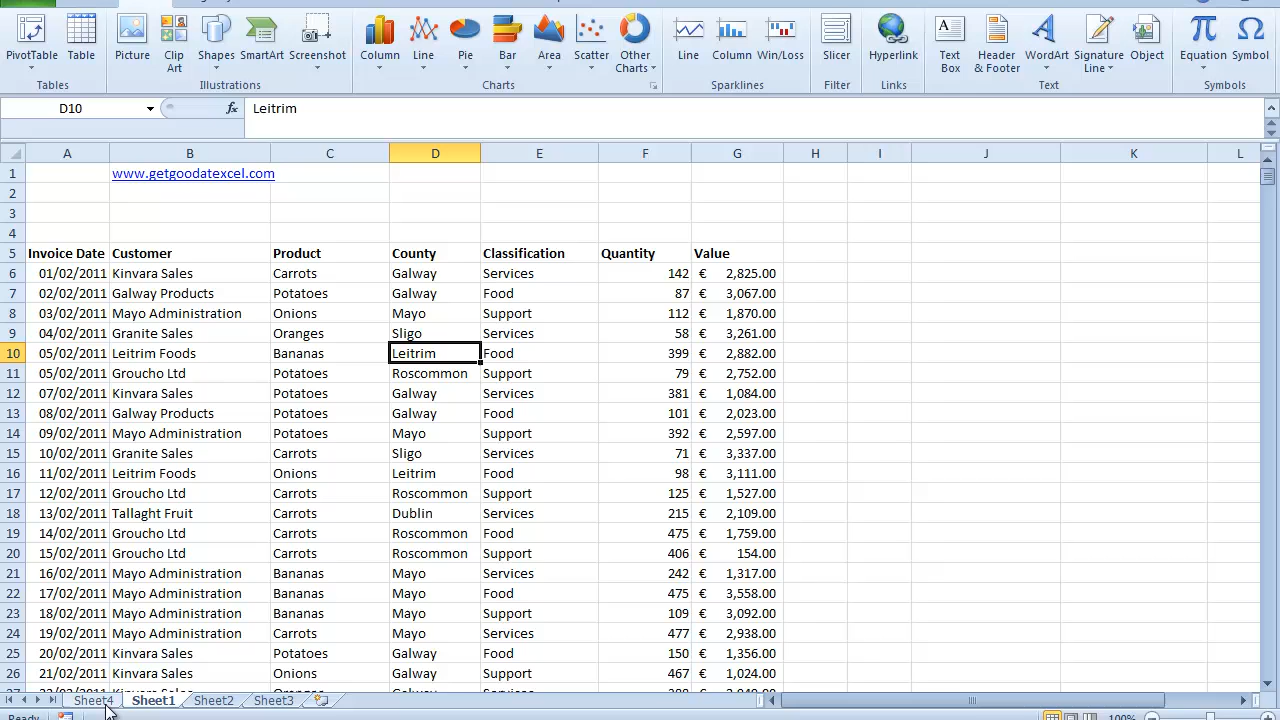 PivotTable Table Picture Clip Art Shapes SmartArt Screenshot Column Line Pie Bar Area Scatter Other Charts Line Column Win/Loss Slicer Hyperlink Text Box Header & Footer WordArt Signature Line Object Equation Symbol
Tables Illustrations Charts Sparklines Filter Links Text Symbols
D10 fx Leitrim
A B C D E F G H I J K L
1 www.getgoodatexcel.com
2
3
4
5 Invoice Date Customer Product County Classification Quantity Value
6 01/02/2011 Kinvara Sales Carrots Galway Services 142 € 2,825.00
7 02/02/2011 Galway Products Potatoes Galway Food 87 € 3,067.00
8 03/02/2011 Mayo Administration Onions Mayo Support 112 € 1,870.00
9 04/02/2011 Granite Sales Oranges Sligo Services 58 € 3,261.00
10 05/02/2011 Leitrim Foods Bananas Leitrim Food 399 € 2,882.00
11 05/02/2011 Groucho Ltd Potatoes Roscommon Support 79 € 2,752.00
12 07/02/2011 Kinvara Sales Potatoes Galway Services 381 € 1,084.00
13 08/02/2011 Galway Products Potatoes Galway Food 101 € 2,023.00
14 09/02/2011 Mayo Administration Potatoes Mayo Support 392 € 2,597.00
15 10/02/2011 Granite Sales Carrots Sligo Services 71 € 3,337.00
16 11/02/2011 Leitrim Foods Onions Leitrim Food 98 € 3,111.00
17 12/02/2011 Groucho Ltd Carrots Roscommon Support 125 € 1,527.00
18 13/02/2011 Tallaght Fruit Carrots Dublin Services 215 € 2,109.00
19 14/02/2011 Groucho Ltd Carrots Roscommon Food 475 € 1,759.00
20 15/02/2011 Groucho Ltd Carrots Roscommon Support 406 € 154.00
21 16/02/2011 Mayo Administration Bananas Mayo Services 242 € 1,317.00
22 17/02/2011 Mayo Administration Bananas Mayo Food 475 € 3,558.00
23 18/02/2011 Mayo Administration Bananas Mayo Support 109 € 3,092.00
24 19/02/2011 Mayo Administration Carrots Mayo Services 477 € 2,938.00
25 20/02/2011 Kinvara Sales Potatoes Galway Food 150 € 1,356.00
26 21/02/2011 Kinvara Sales Onions Galway Support 467 € 1,024.00
Sheet4 Sheet1 Sheet2 Sheet3
Ready 100%